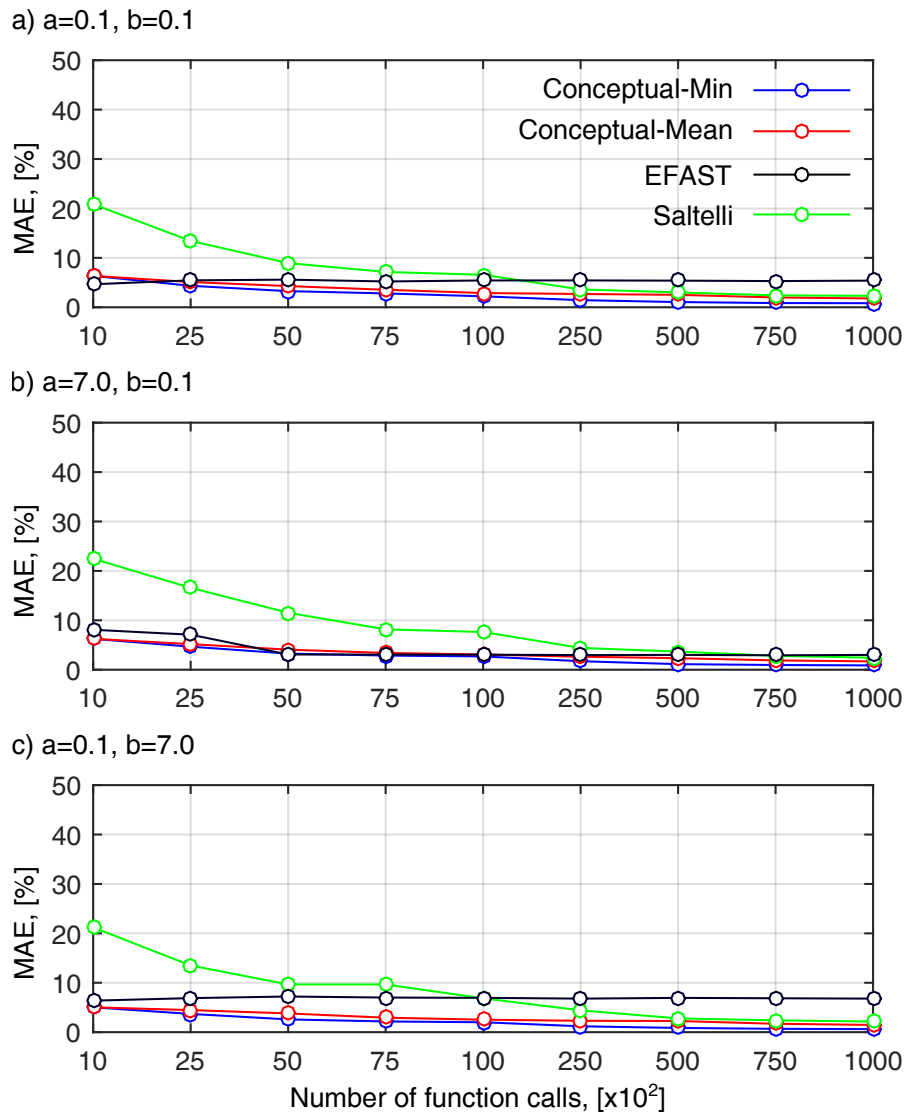 a) a=0.1, b=0.1
MAE, [%]
50
40
30
20
10
0
Conceptual-Min
Conceptual-Mean
EFAST
Saltelli
10 25 50 75 100 250 500 750 1000
b) a=7.0, b=0.1
MAE, [%]
50
40
30
20
10
0
10 25 50 75 100 250 500 750 1000
c) a=0.1, b=7.0
MAE, [%]
50
40
30
20
10
0
10 25 50 75 100 250 500 750 1000
Number of function calls, [x10²]